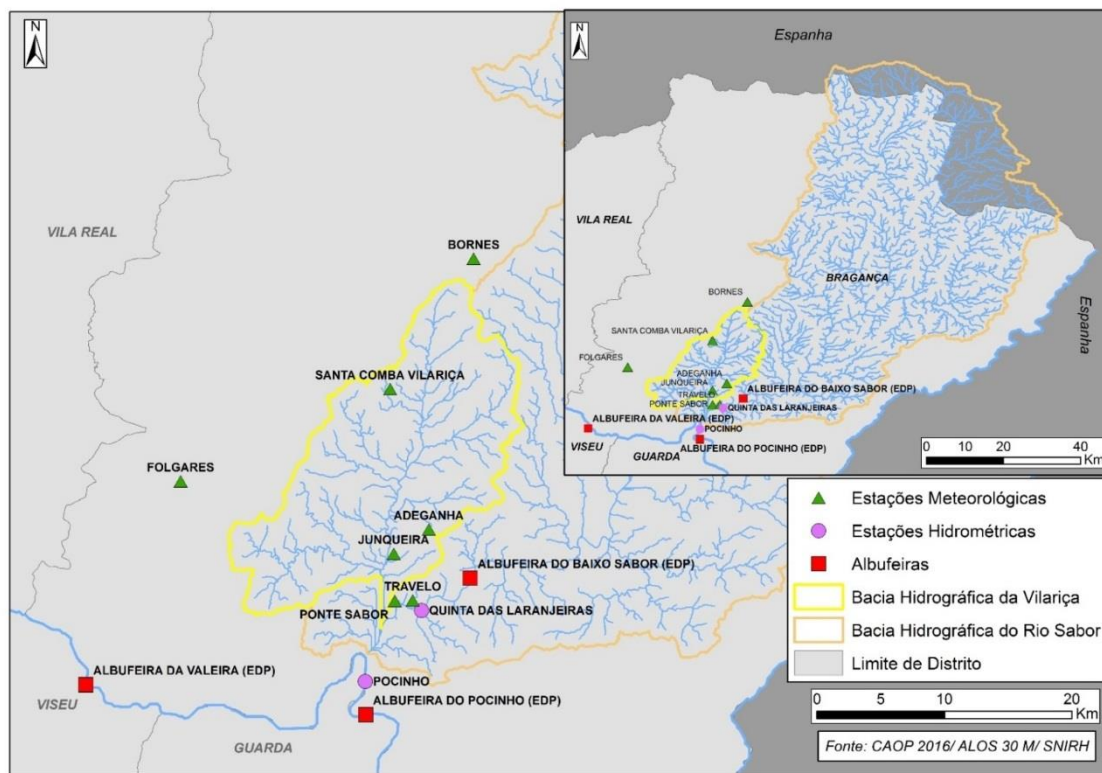 N
VILA REAL
BORNES
SANTA COMBA VILARIÇA
FOLGARES
ADEGANHA
JUNQUEIRA
ALBUFEIRA DO BAIXO SABOR (EDP)
TRAVELO
PONTE SABOR
QUINTA DAS LARANJEIRAS
ALBUFEIRA DA VALEIRA (EDP)
POCINHO
VISEU
ALBUFEIRA DO POCINHO (EDP)
GUARDA
N
Espanha
VILA REAL
BRAGANÇA
Espanha
BORNES
SANTA COMBA VILARIÇA
FOLGARES
ADEGANHA
JUNQUEIRA
TRAVELO
ALBUFEIRA DO BAIXO SABOR (EDP)
PONTE SABOR
QUINTA DAS LARANJEIRAS
ALBUFEIRA DA VALEIRA (EDP)
POCINHO
VISEU
ALBUFEIRA DO POCINHO (EDP)
GUARDA
0 10 20 40
Km
Estações Meteorológicas
Estações Hidrométricas
Albufeiras
Bacia Hidrográfica da Vilariça
Bacia Hidrográfica do Rio Sabor
Limite de Distrito
0 5 10 20
Km
Fonte: CAOP 2016/ ALOS 30 M/ SNIRH